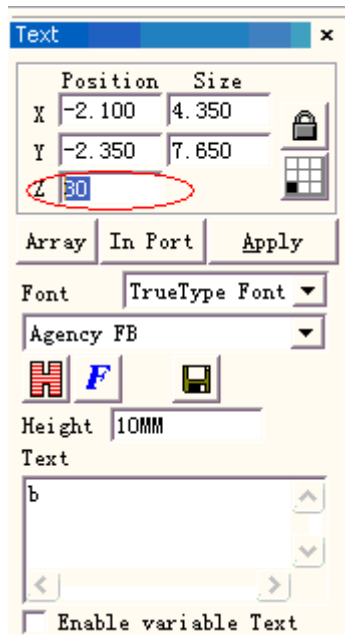 Text
Position Size
X -2.100 4.350
Y -2.350 7.650
Z 30
Array In Port Apply
Font TrueType Font
Agency FB
F
Height 10MM
Text
b
Enable variable Text